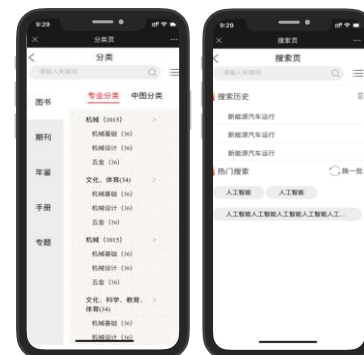 9:29
分类页
分类
请输入关键词
图书
期刊
年鉴
手册
专题
专业分类 中图分类
机械 (1015) >
机械基础 (36)
机械设计 (36)
五金 (36)
文化、体育(34) >
机械基础 (36)
机械设计 (36)
五金 (36)
机械 (1015) >
机械基础 (36)
机械设计 (36)
五金 (36)
文化、科学、教育、 >
体育(34)
机械基础 (36)
机械设计 (36)
9:29
搜索页
搜索页
请输入关键词
搜索历史
新能源汽车运行
新能源汽车运行
新能源汽车运行
热门搜索 换一批
人工智能 人工智能
人工智能人工智能人工智能人工智能人工...